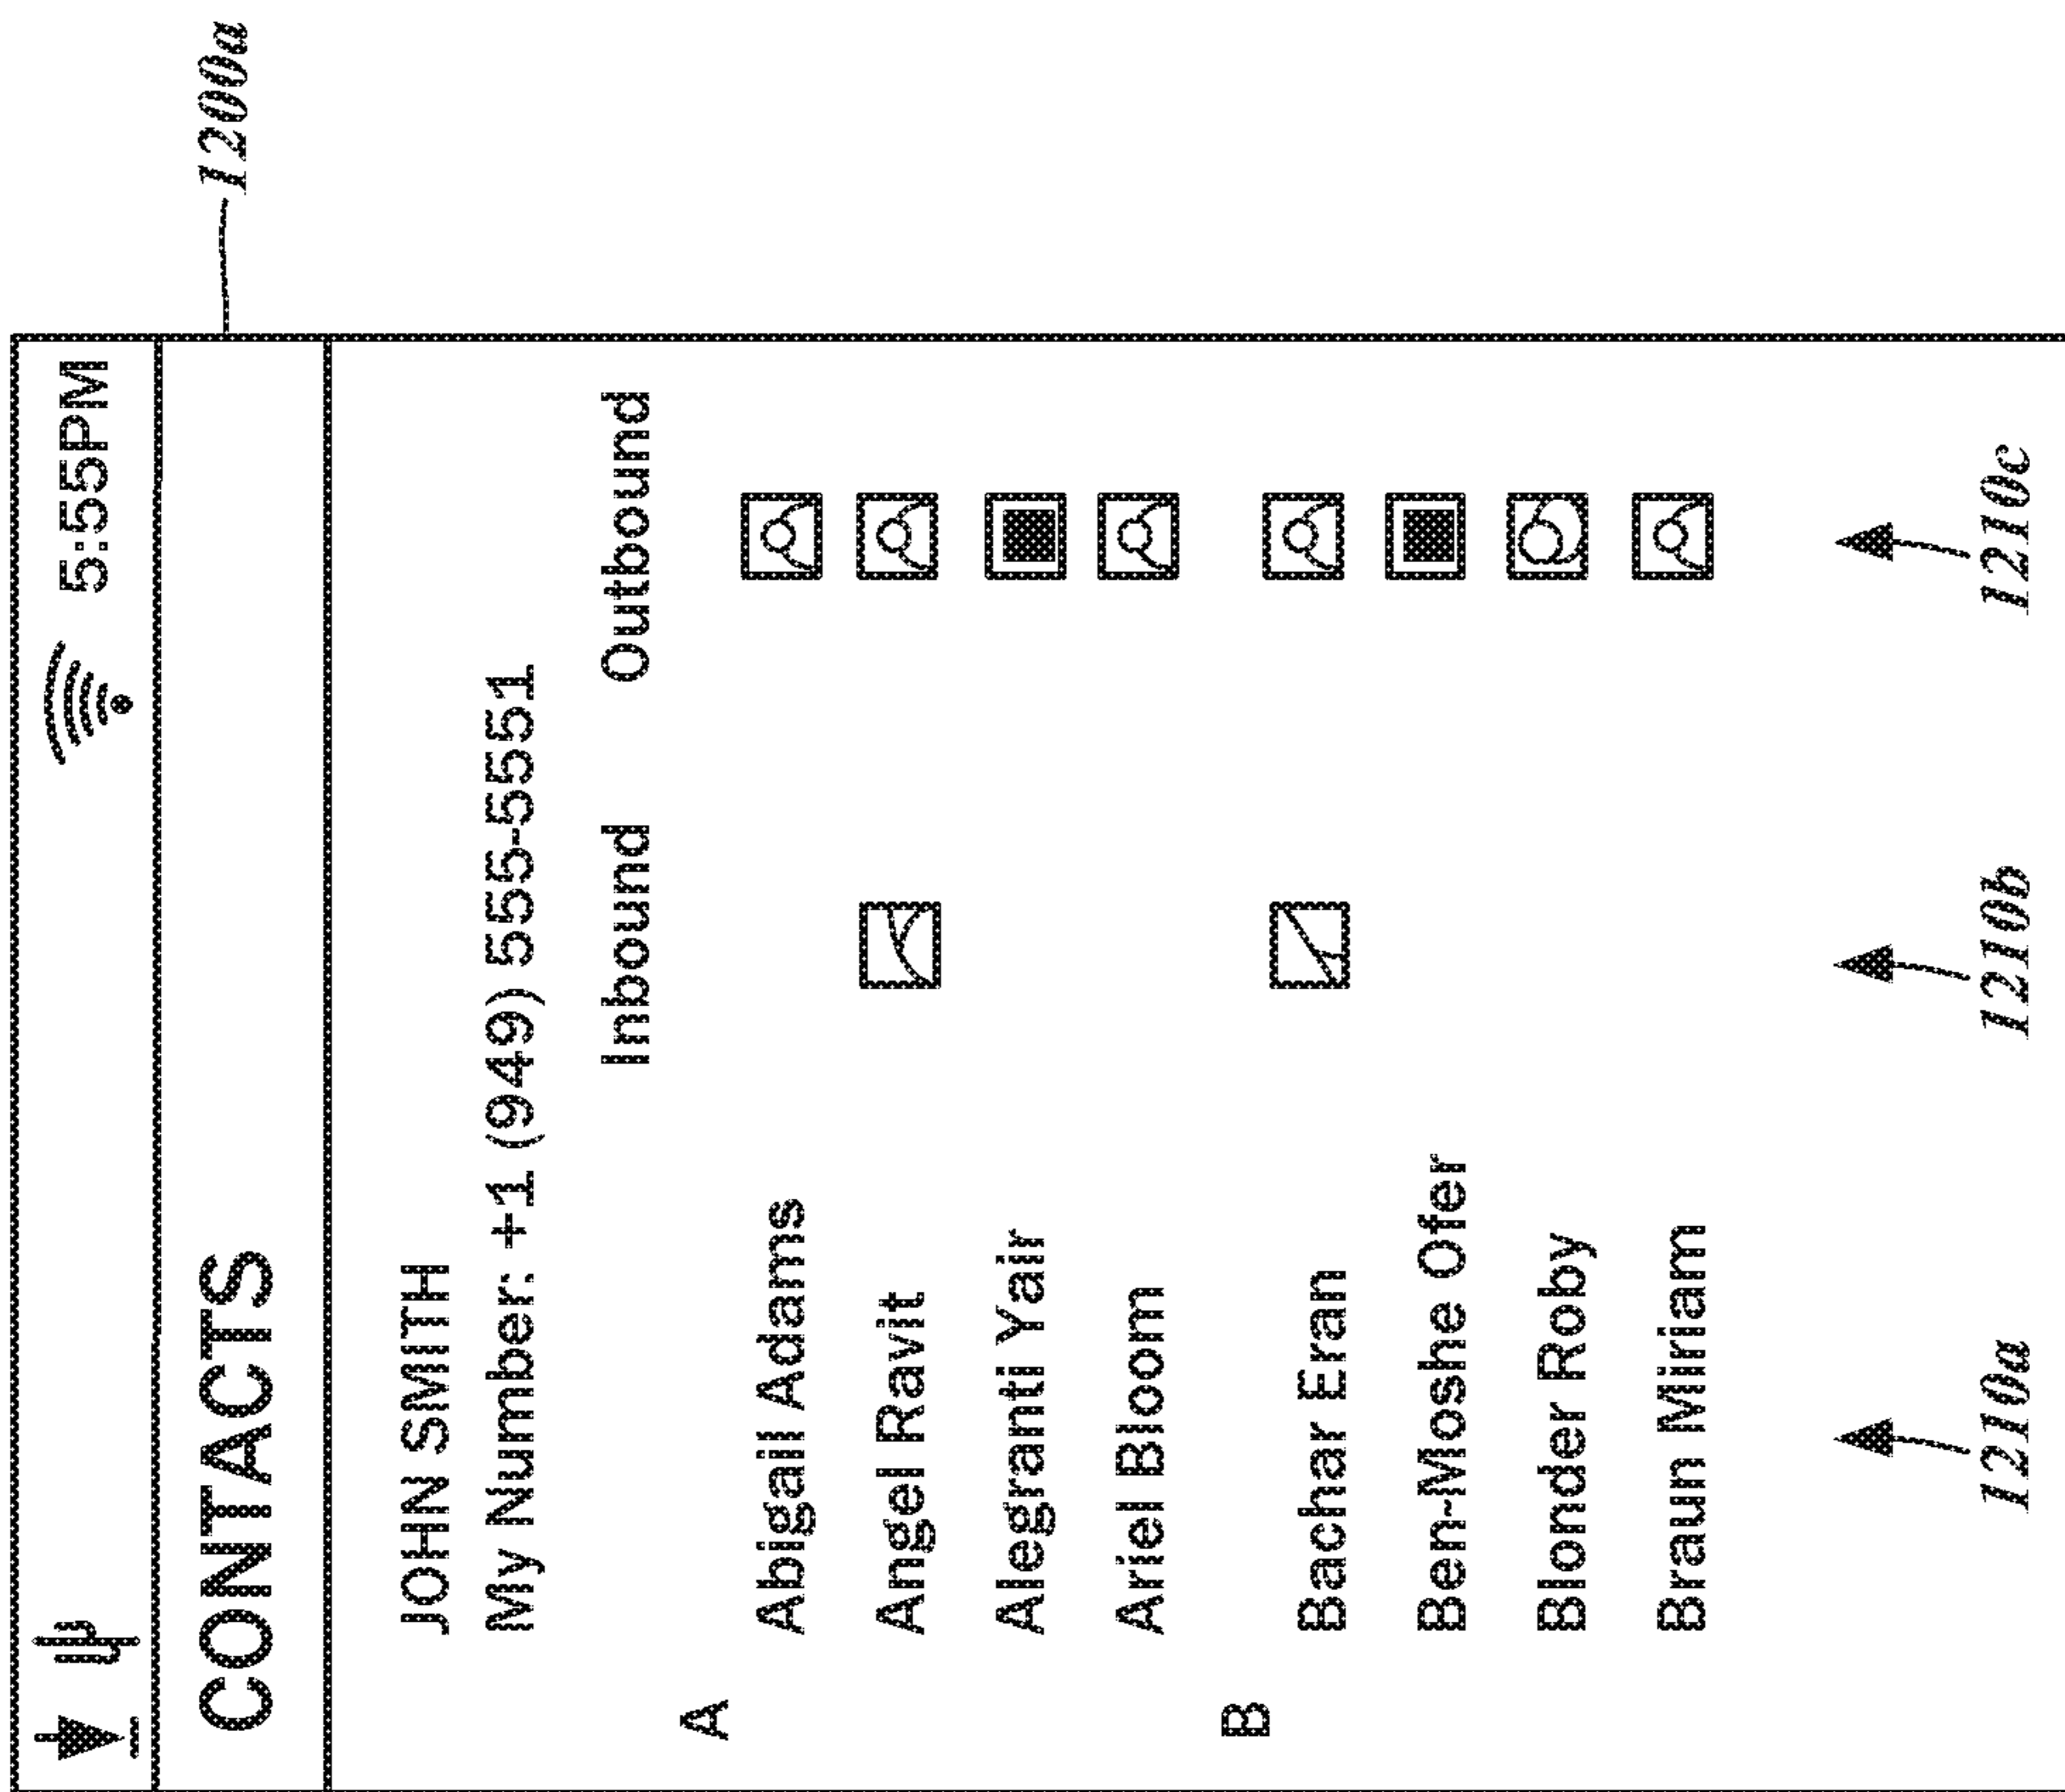 5:55PM
CONTACTS
1200a
JOHN SMITH
My Number: +1 (949) 555-5551
Inbound Outbound
A
Abigail Adams
Angel Ravit
Alegranti Yair
Ariel Bloom
B
Bachar Eran
Ben-Moshe Ofer
Blonder Roby
Braun Miriam
1210a 1210b 1210c